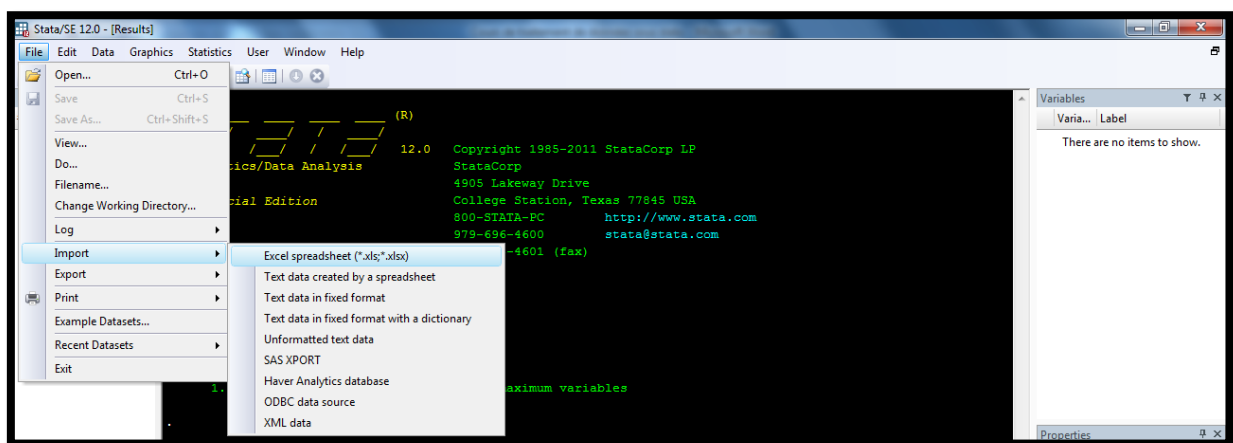 Stata/SE 12.0 - [Results]
File Edit Data Graphics Statistics User Window Help
Open... Ctrl+O
Save Ctrl+S
Save As... Ctrl+Shift+S
View...
Do...
Filename...
Change Working Directory...
Log
Import
Export
Print
Example Datasets...
Recent Datasets
Exit
Excel spreadsheet (*.xls;*.xlsx)
Text data created by a spreadsheet
Text data in fixed format
Text data in fixed format with a dictionary
Unformatted text data
SAS XPORT
Haver Analytics database
ODBC data source
XML data
(R)
12.0 Copyright 1985-2011 StataCorp LP
tics/Data Analysis StataCorp
4905 Lakeway Drive
cial Edition College Station, Texas 77845 USA
800-STATA-PC http://www.stata.com
979-696-4600 stata@stata.com
-4601 (fax)
1. aximum variables
.
Variables
Varia... Label
There are no items to show.
Properties